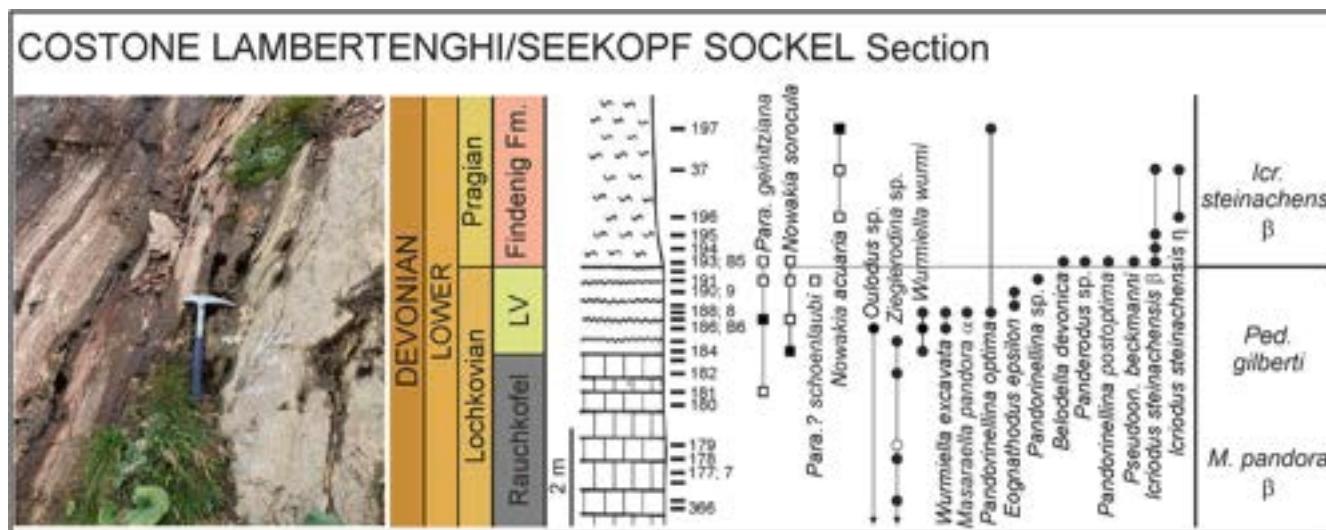 COSTONE LAMBERTENGHI/SEEKOPF SOCKEL Section
DEVONIAN
LOWER
Pragian
Lochkovian
Findenig Fm.
LV
Rauchkofel
2 m
197
37
196
195
194
193; 85
191
190; 9
188; 8
186; 86
184
182
181
180
179
178
177; 7
366
Para. geinitziana
Nowakia sorocula
Para.? schoenlaubi
Nowakia acuaria
Oulodus sp.
Zieglerodina sp.
Wurmiella wurmi
Wurmiella excavata
Masaraella pandora α
Pandorinellina optima
Eognathodus epsilon
Pandorinellina sp.
Belodella devonica
Panderodus sp.
Pandorinellina postoptima
Pseudoon. beckmanni
Icriodus steinachensis β
Icriodus steinachensis η
Icr.
steinachens
β
Ped.
gilberti
M. pandora
β